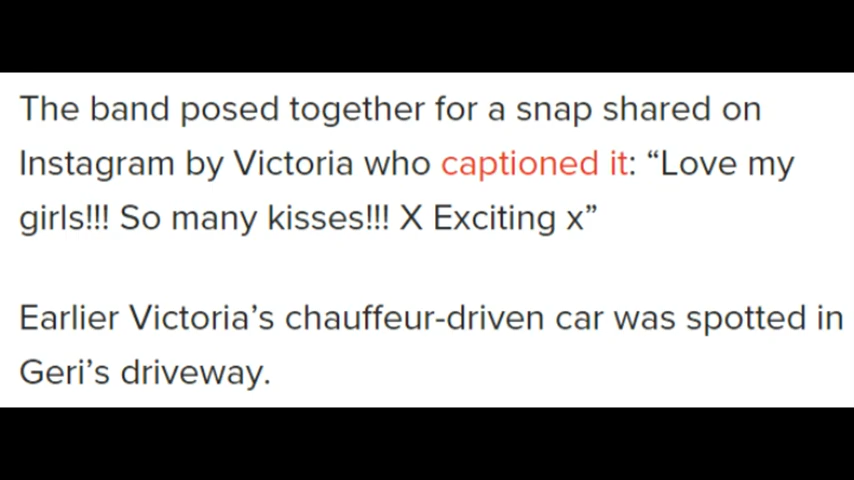 The band posed together for a snap shared on
Instagram by Victoria who captioned it: “Love my
girls!!! So many kisses!!! X Exciting x”
Earlier Victoria’s chauffeur-driven car was spotted in
Geri’s driveway.